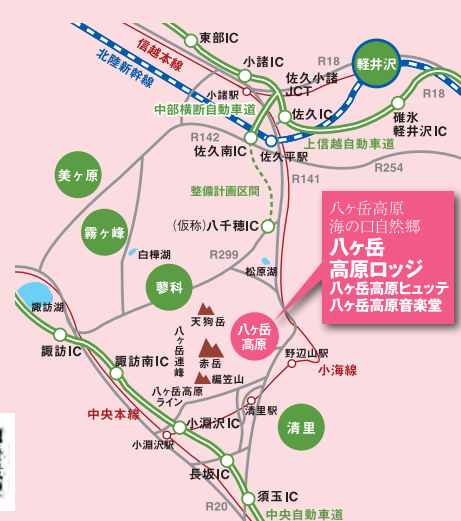 東部IC
信越本線
北陸新幹線
小諸IC
小諸駅
佐久小諸
JCT
R18
軽井沢
R18
中部横断自動車道
佐久IC
碓氷
軽井沢IC
R142
佐久南IC
佐久平駅
上信越自動車道
R254
R141
美ヶ原
整備計画区間
霧ヶ峰
(仮称)八千穂IC
白樺湖
R299
松原湖
蓼科
八ヶ岳高原
海の口自然郷
八ヶ岳
高原ロッジ
八ヶ岳高原ヒュッテ
八ヶ岳高原音楽堂
諏訪湖
天狗岳
八ヶ岳連峰
赤岳
編笠山
八ヶ岳
高原
諏訪IC
諏訪南IC
野辺山駅
小海線
八ヶ岳高原
ライン
清里駅
中央本線
小淵沢IC
小淵沢駅
清里
長坂IC
須玉IC
R20
中央自動車道